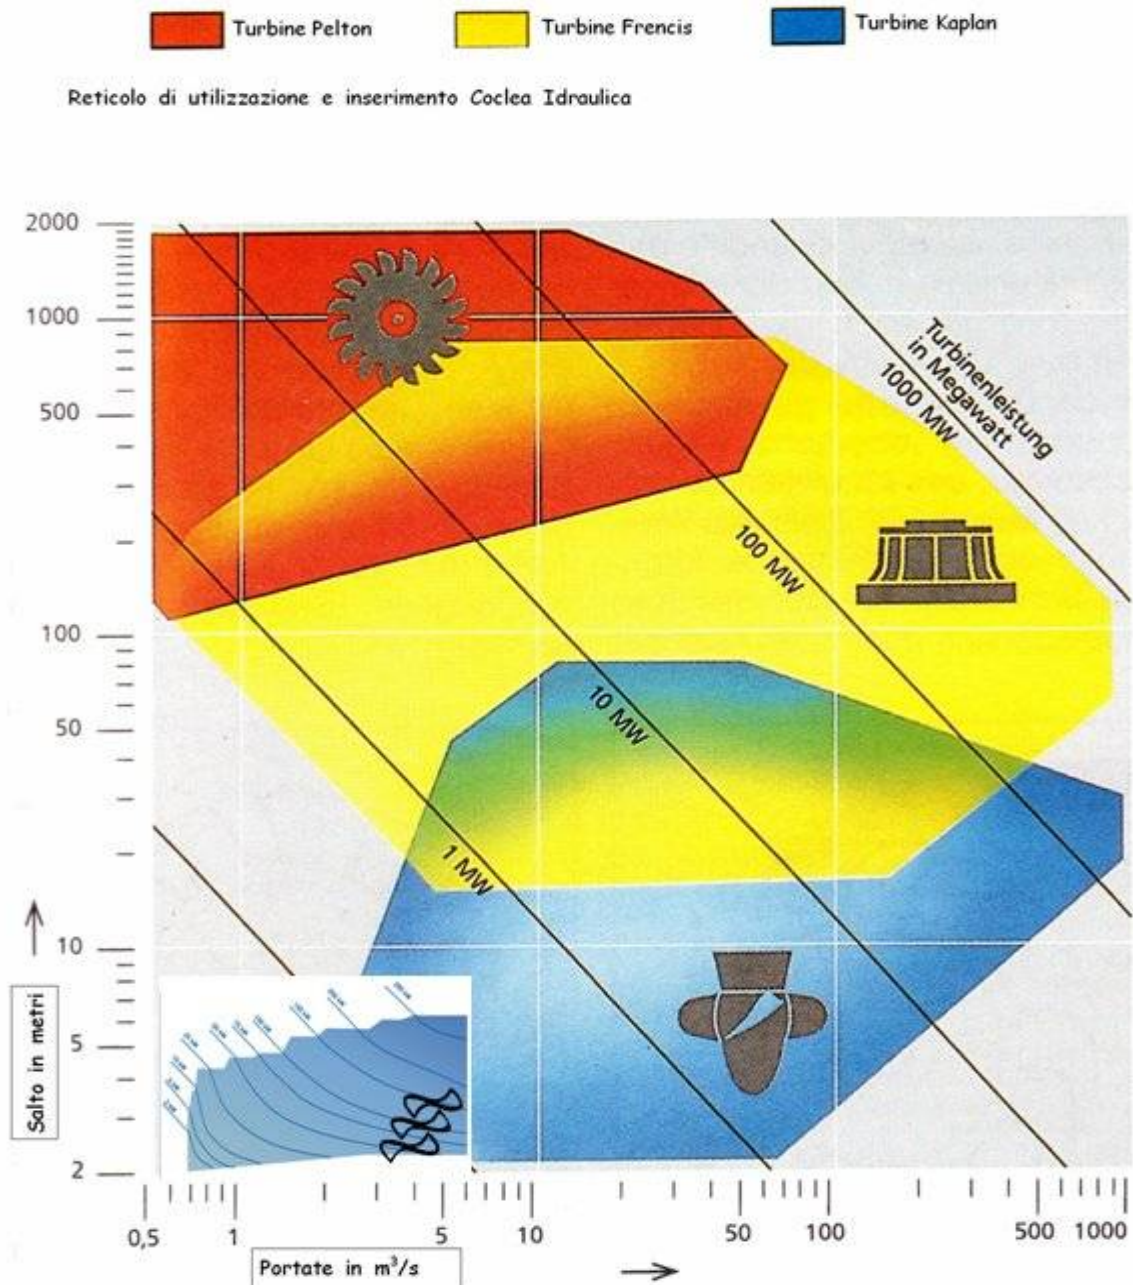 Turbine Pelton
Turbine Frencis
Turbine Kaplan
Reticolo di utilizzazione e inserimento Coclea Idraulica
2000
1000
500
100
50
10
5
2
Turbinenleistung
in Megawatt
1000 MW
100 MW
10 MW
1 MW
Salto in metri
0,5
1
5
10
50
100
500
1000
Portate in m³/s